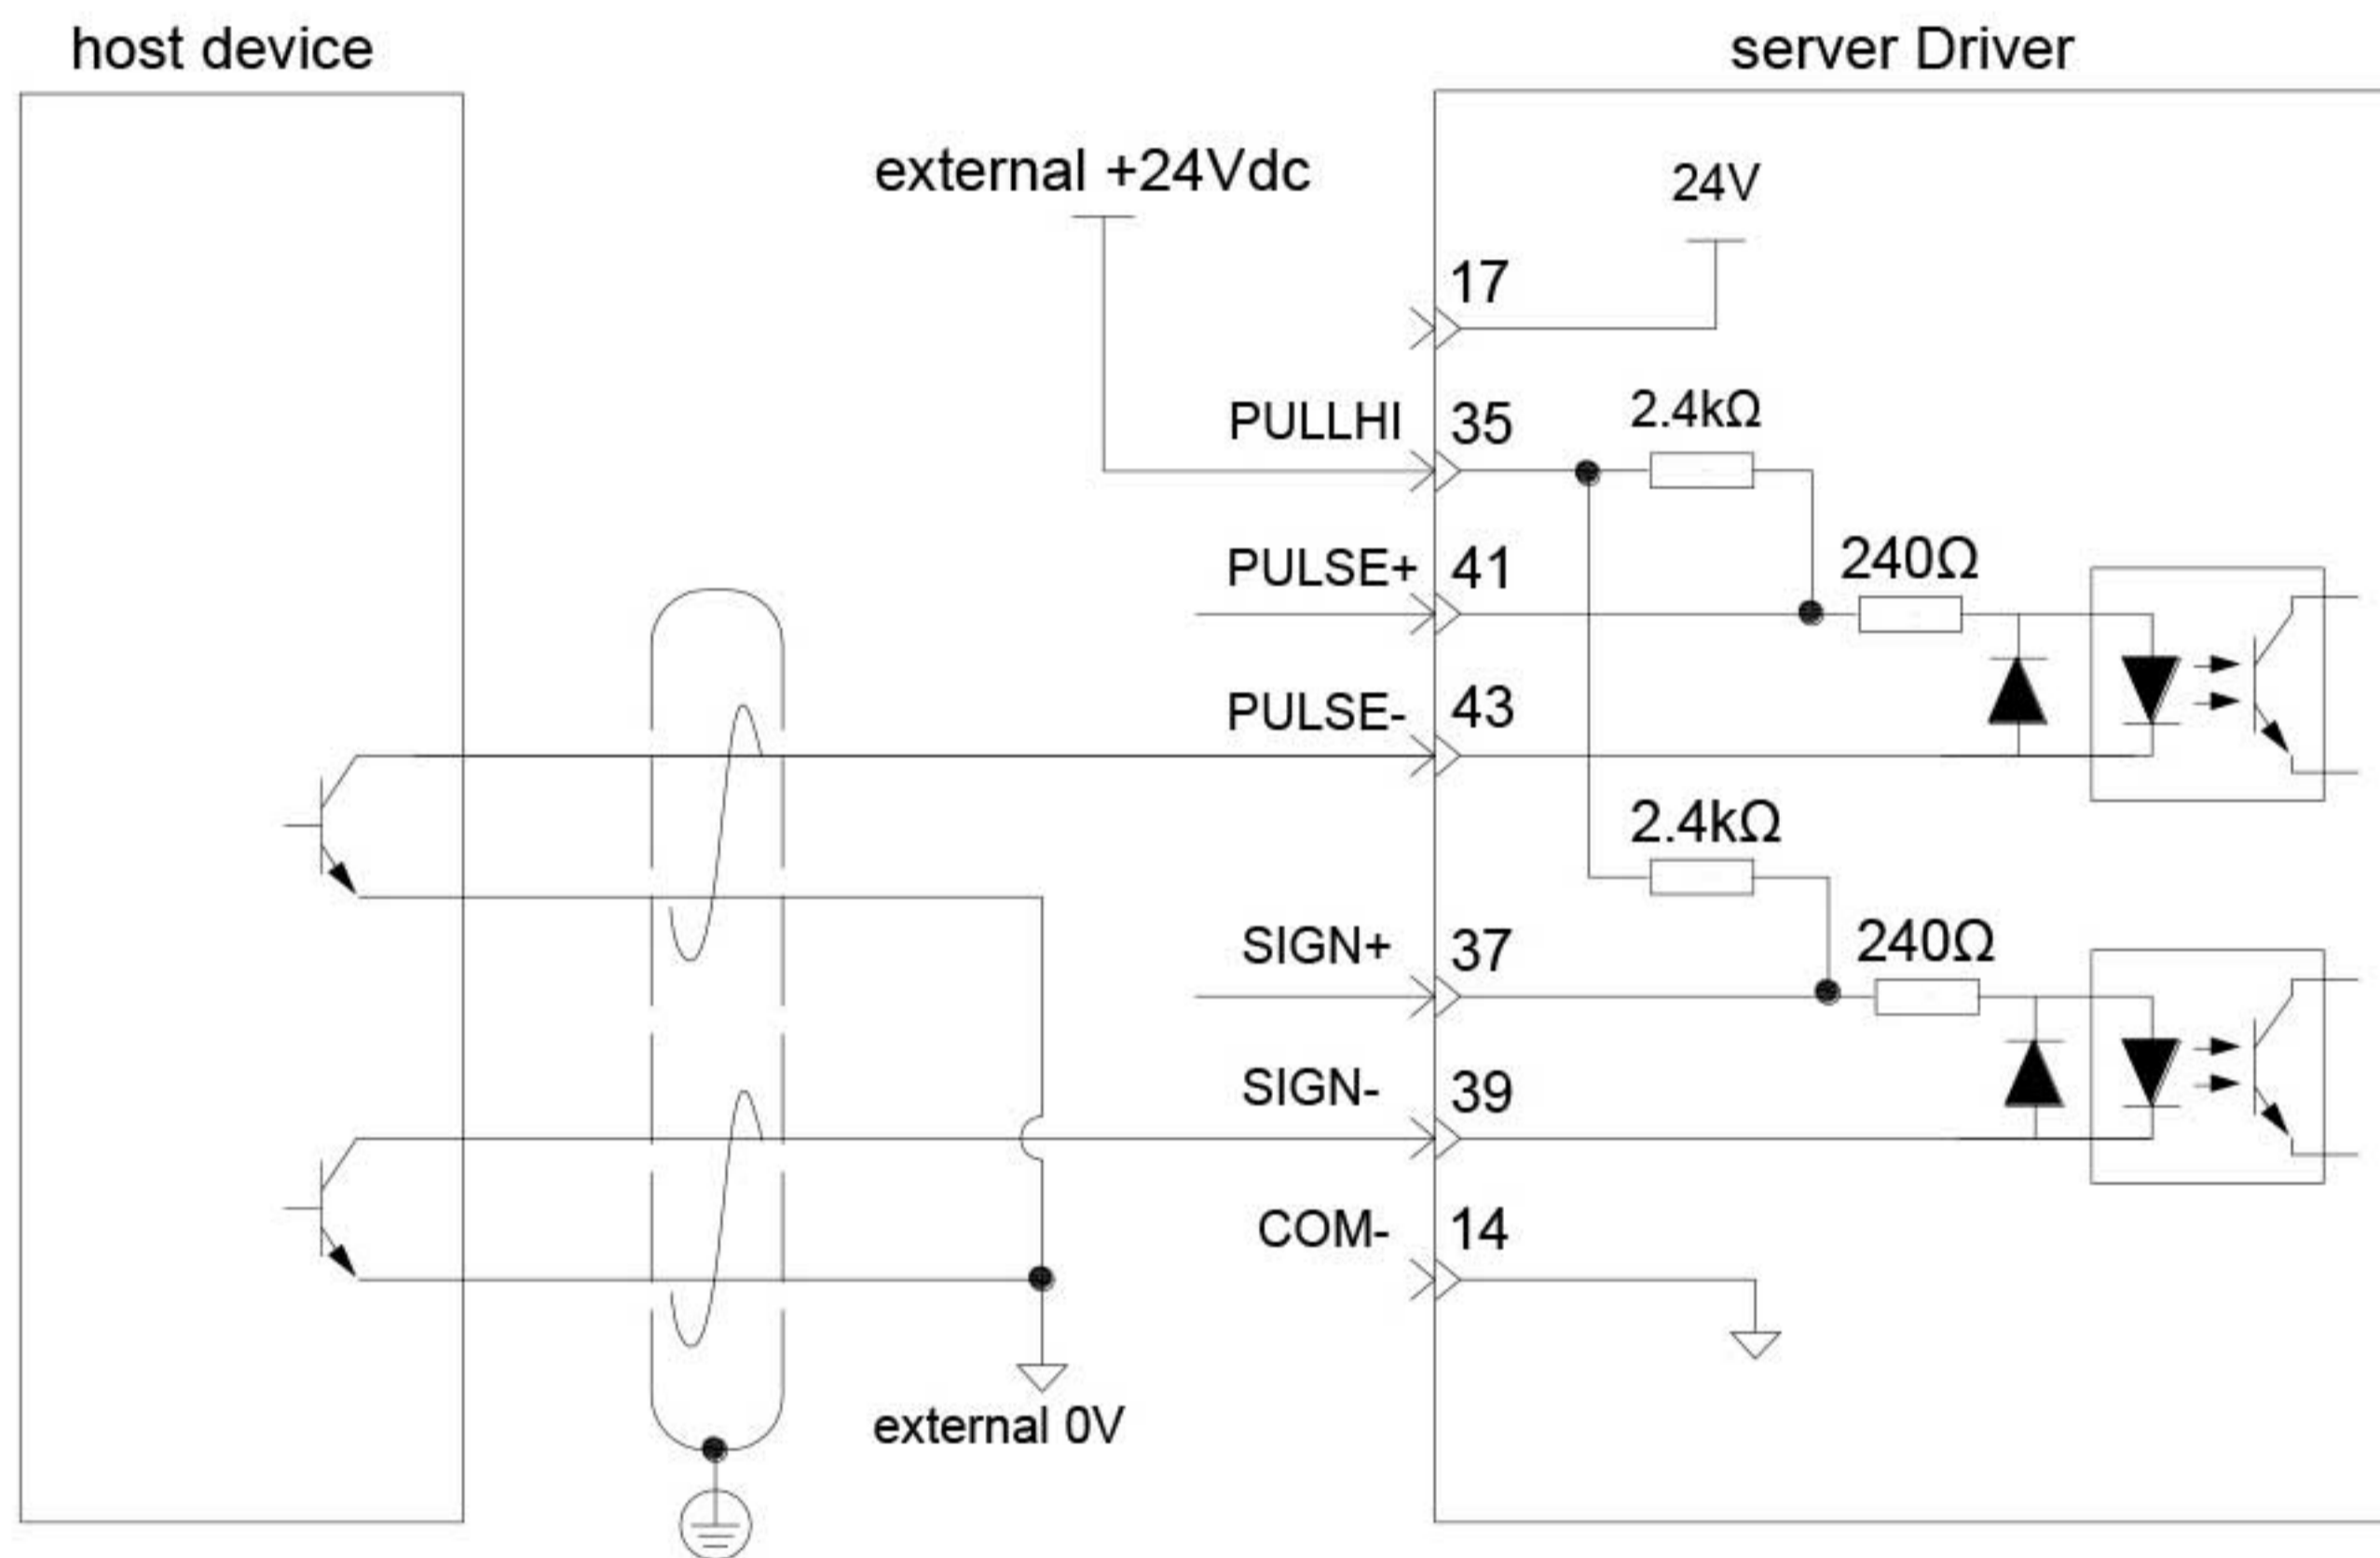 host device
server Driver
external +24Vdc
24V
17
PULLHI
35
2.4kΩ
PULSE+
41
240Ω
PULSE-
43
2.4kΩ
SIGN+
37
240Ω
SIGN-
39
COM-
14
external 0V